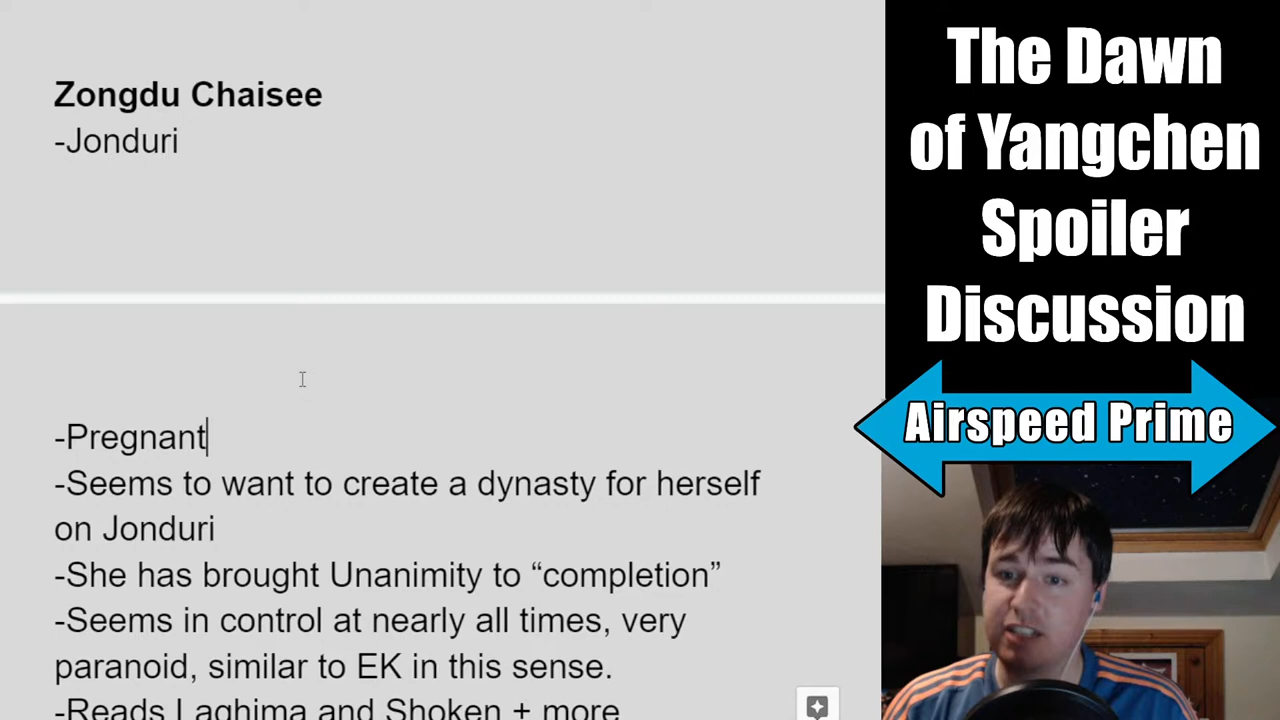 Zongdu Chaisee
-Jonduri
-Pregnant
-Seems to want to create a dynasty for herself
on Jonduri
-She has brought Unanimity to “completion”
-Seems in control at nearly all times, very
paranoid, similar to EK in this sense.
-Reads Laghima and Shoken + more
The Dawn
of Yangchen
Spoiler
Discussion
Airspeed Prime